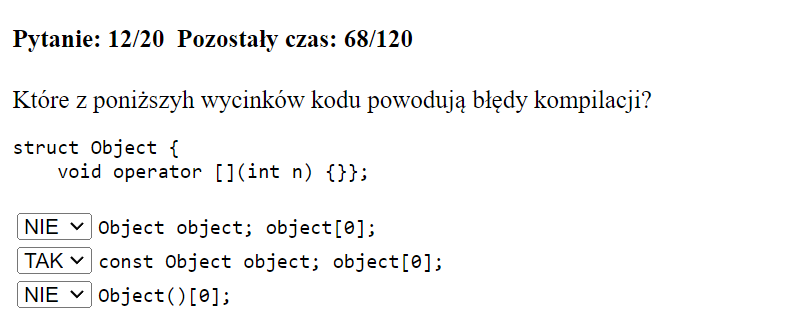 Pytanie: 12/20 Pozostały czas: 68/120
Które z poniższyh wycinków kodu powodują błędy kompilacji?
struct Object {
    void operator [](int n) {}};
NIE Object object; object[0];
TAK const Object object; object[0];
NIE Object()[0];